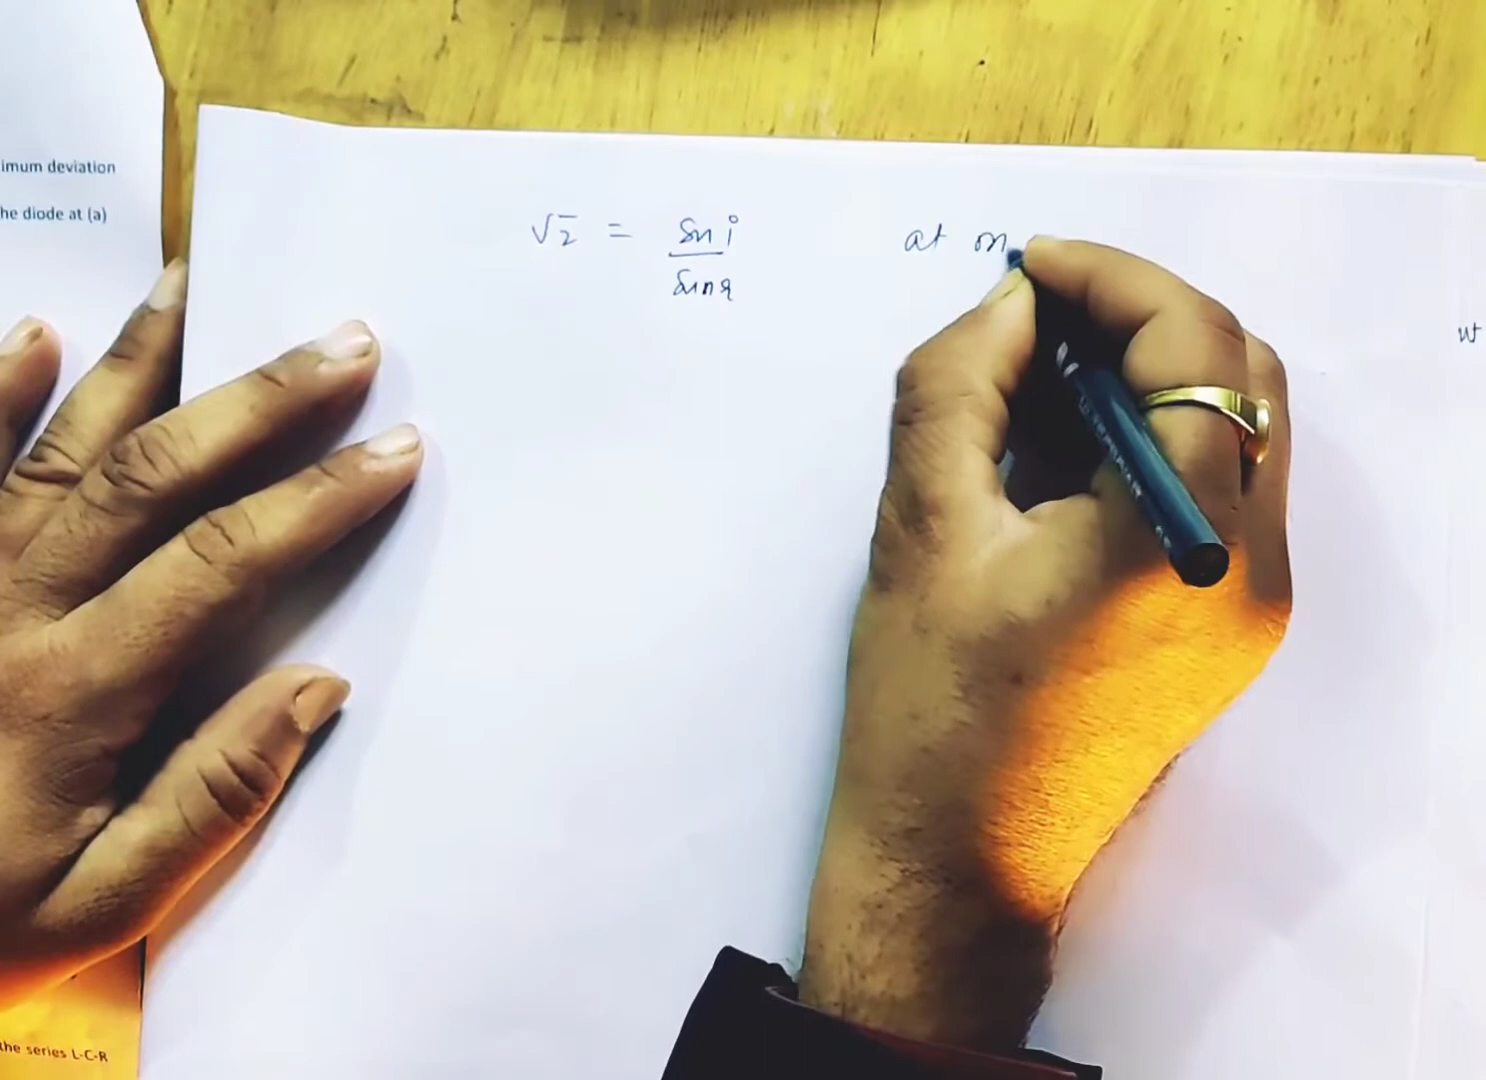 imum deviation
he diode at (a)
√2 = sin i / sin r
at m
the series L-C-R